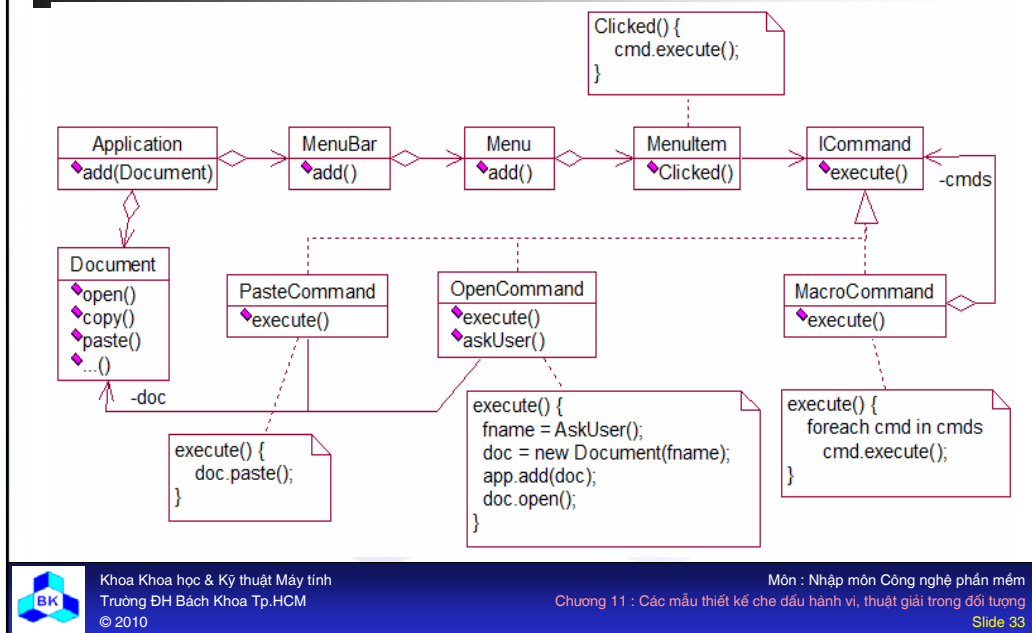 Clicked() {
cmd.execute();
}
Application
add(Document)
MenuBar
add()
Menu
add()
MenuItem
Clicked()
ICommand
execute()
-cmds
Document
open()
copy()
paste()
...()
PasteCommand
execute()
OpenCommand
execute()
askUser()
MacroCommand
execute()
-doc
execute() {
doc.paste();
}
execute() {
fname = AskUser();
doc = new Document(fname);
app.add(doc);
doc.open();
}
execute() {
foreach cmd in cmds
cmd.execute();
}
BK
Khoa Khoa học & Kỹ thuật Máy tính
Trường ĐH Bách Khoa Tp.HCM
© 2010
Môn : Nhập môn Công nghệ phần mềm
Chương 11 : Các mẫu thiết kế che dấu hành vi, thuật giải trong đối tượng
Slide 33